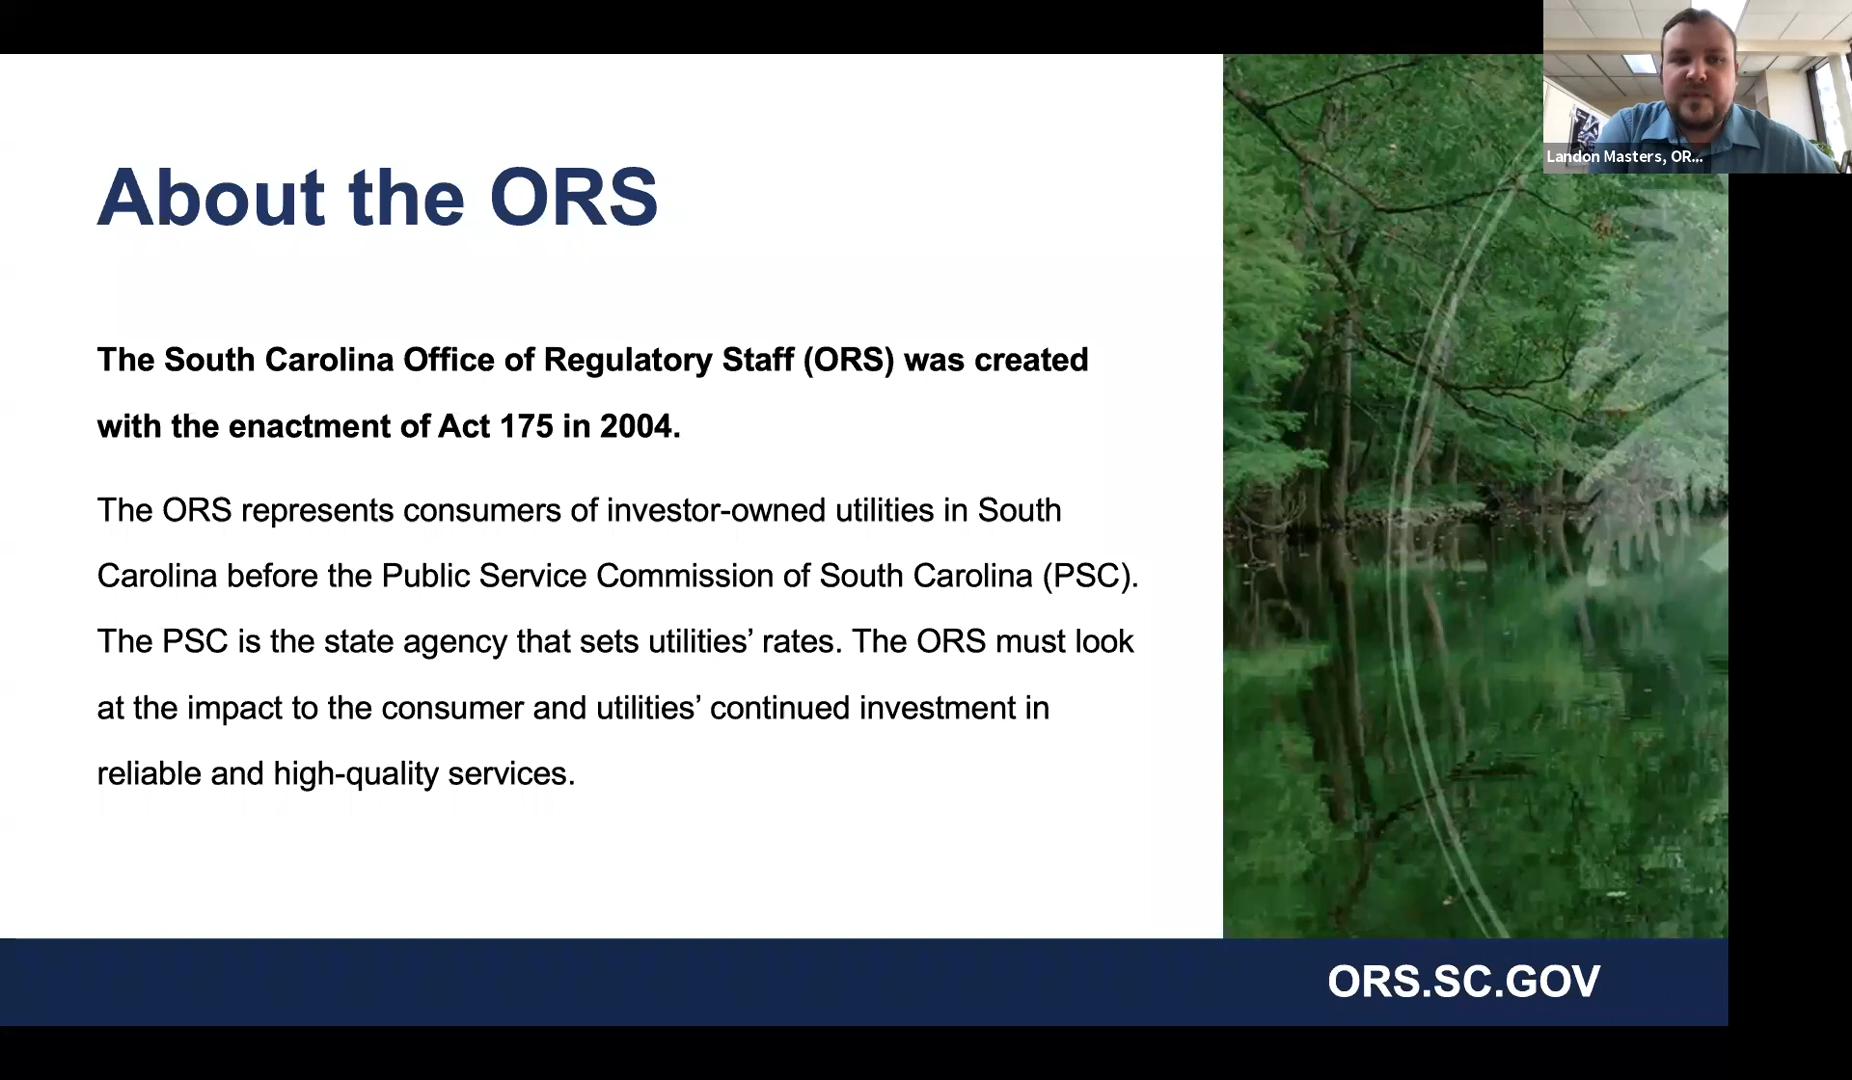 Landon Masters, OR...
About the ORS
The South Carolina Office of Regulatory Staff (ORS) was created
with the enactment of Act 175 in 2004.
The ORS represents consumers of investor-owned utilities in South
Carolina before the Public Service Commission of South Carolina (PSC).
The PSC is the state agency that sets utilities’ rates. The ORS must look
at the impact to the consumer and utilities’ continued investment in
reliable and high-quality services.
ORS.SC.GOV